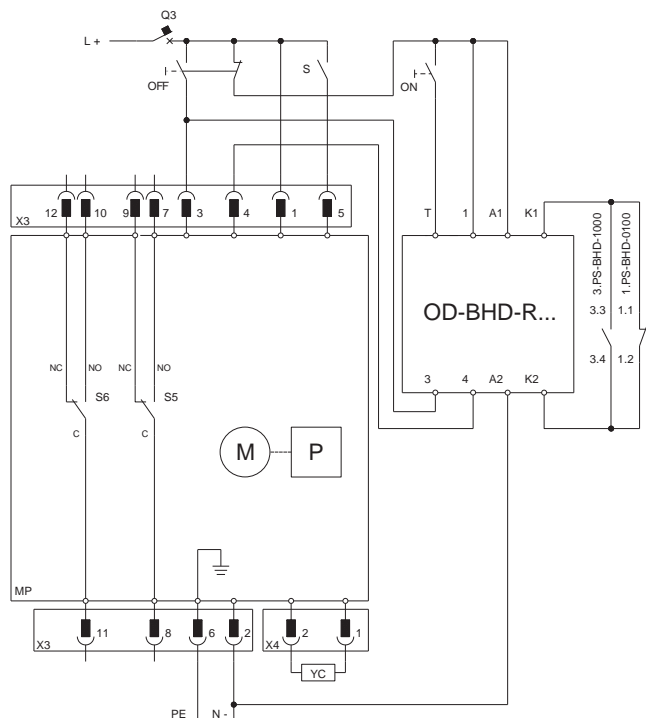 Q3
L +
OFF
S
ON
X3
12
10
9
7
3
4
1
5
T
1
A1
K1
3.PS-BHD-1000
1.PS-BHD-0100
OD-BHD-R...
3.3
1.1
3.4
1.2
3
4
A2
K2
NC
NO
NC
NO
S6
S5
C
C
M
P
MP
X3
11
8
6
2
X4
2
1
YC
PE
N -